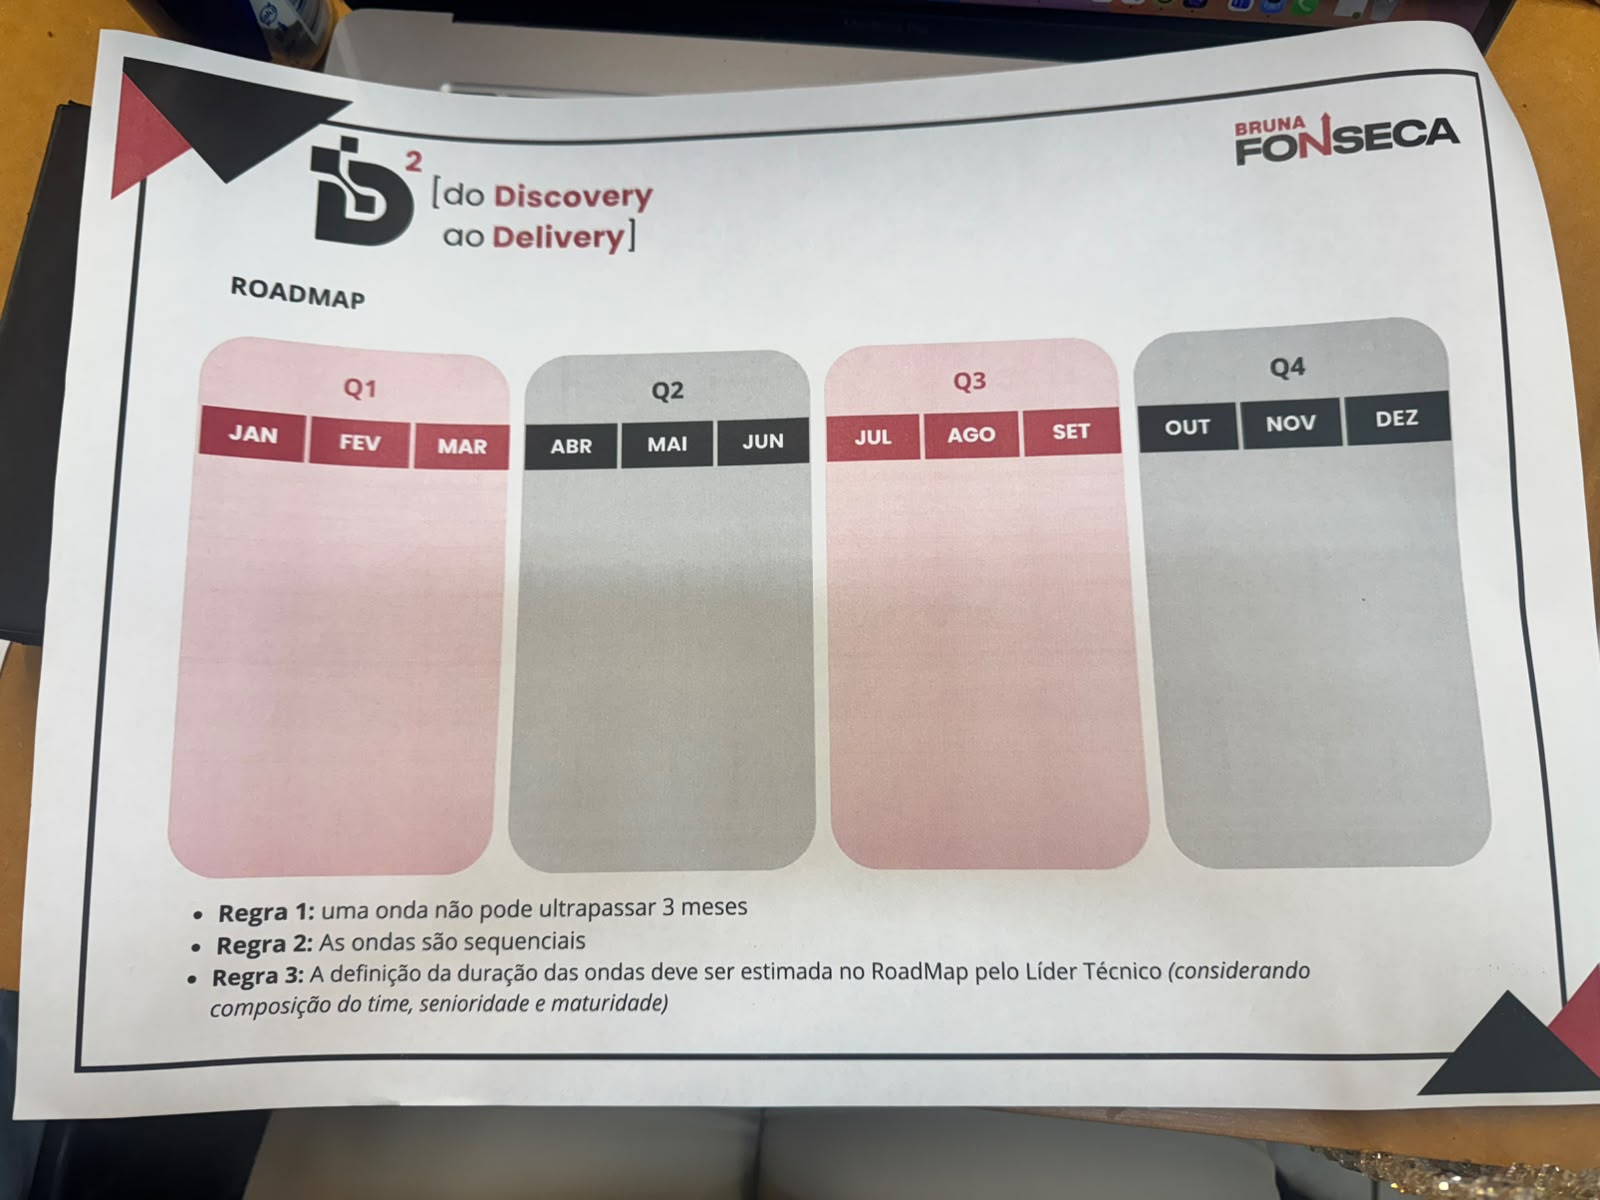 BRUNA
FONSECA
D²
[do Discovery
ao Delivery]
ROADMAP
Q1
JAN FEV MAR
Q2
ABR MAI JUN
Q3
JUL AGO SET
Q4
OUT NOV DEZ
• Regra 1: uma onda não pode ultrapassar 3 meses
• Regra 2: As ondas são sequenciais
• Regra 3: A definição da duração das ondas deve ser estimada no RoadMap pelo Líder Técnico (considerando
composição do time, senioridade e maturidade)